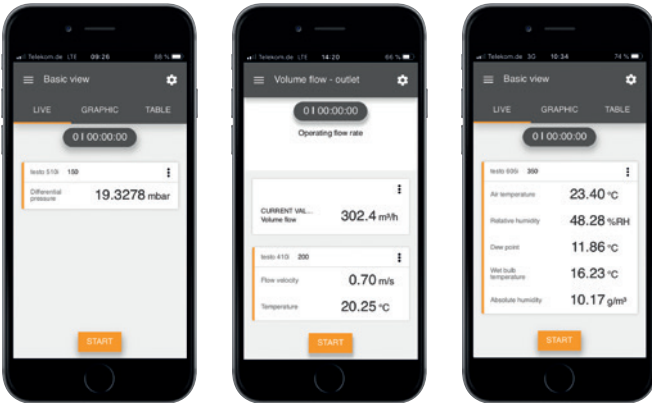 Telekom.de LTE 09:26 88 %
Basic view
LIVE GRAPHIC TABLE
0 I 00:00:00
testo 510i 150
Differential
pressure
19.3278 mbar
START
Telekom.de LTE 14:20 66 %
Volume flow - outlet
0 I 00:00:00
Operating flow rate
CURRENT VAL...
Volume flow
302.4 m³/h
testo 410i 200
Flow velocity 0.70 m/s
Temperature 20.25 °C
START
Telekom.de 3G 10:34 74 %
Basic view
LIVE GRAPHIC TABLE
0 I 00:00:00
testo 605i 350
Air temperature 23.40 °C
Relative humidity 48.28 %RH
Dew point 11.86 °C
Wet bulb
temperature
16.23 °C
Absolute humidity 10.17 g/m³
START